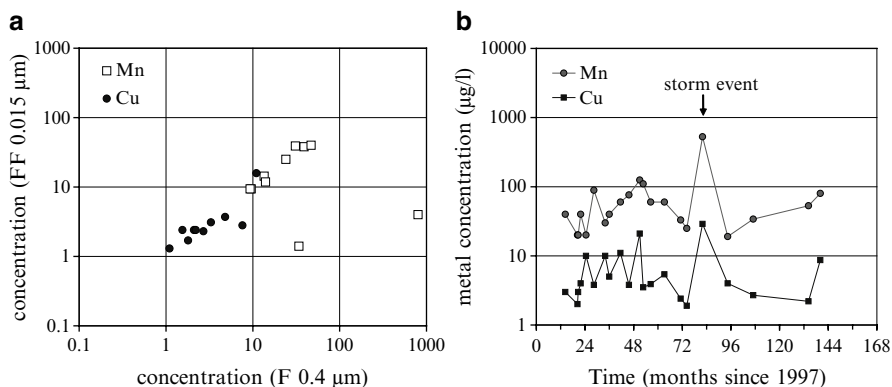 a
concentration (FF 0.015 μm)
1000
100
10
1
0.1
Mn
Cu
0.1 1 10 100 1000
concentration (F 0.4 μm)
b
metal concentration (μg/l)
10000
1000
100
10
1
Mn
Cu
storm event
0 24 48 72 96 120 144 168
Time (months since 1997)